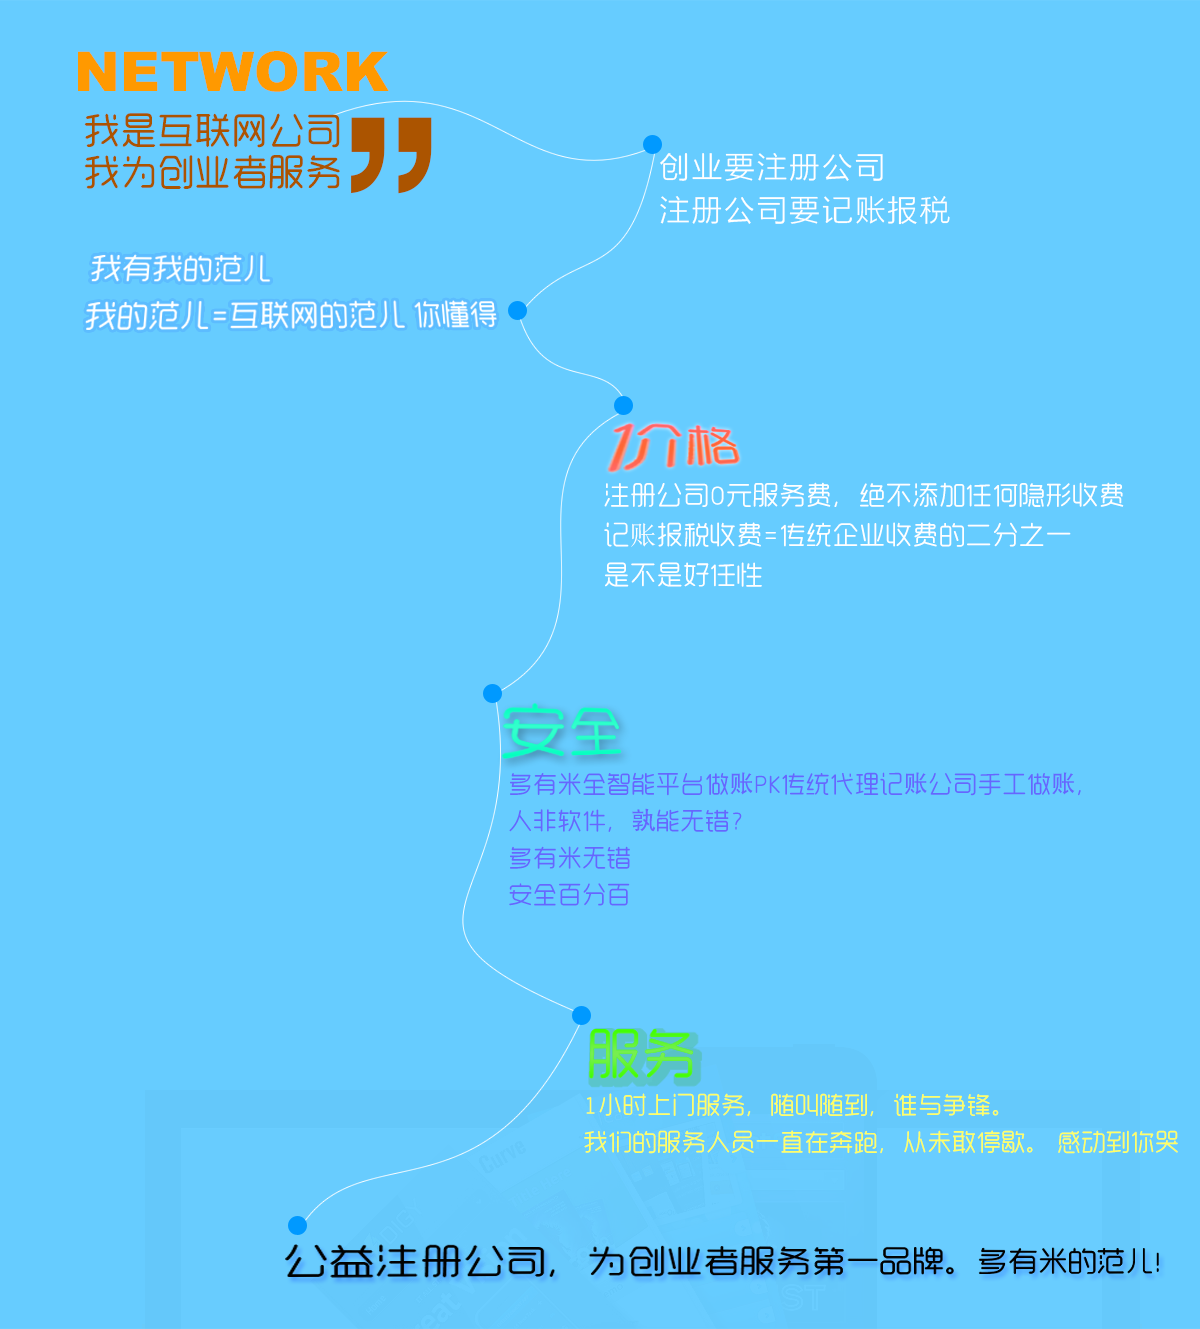 NETWORK
我是互联网公司
我为创业者服务
”
创业要注册公司
注册公司要记账报税
我有我的范儿
我的范儿=互联网的范儿 你懂得
1价格
注册公司0元服务费，绝不添加任何隐形收费
记账报税收费=传统企业收费的二分之一
是不是好任性
安全
多有米全智能平台做账PK传统代理记账公司手工做账，
人非软件，孰能无错？
多有米无错
安全百分百
服务
1小时上门服务，随叫随到，谁与争锋。
我们的服务人员一直在奔跑，从未敢停歇。 感动到你哭
Curve
ST
公益注册公司，为创业者服务第一品牌。多有米的范儿！